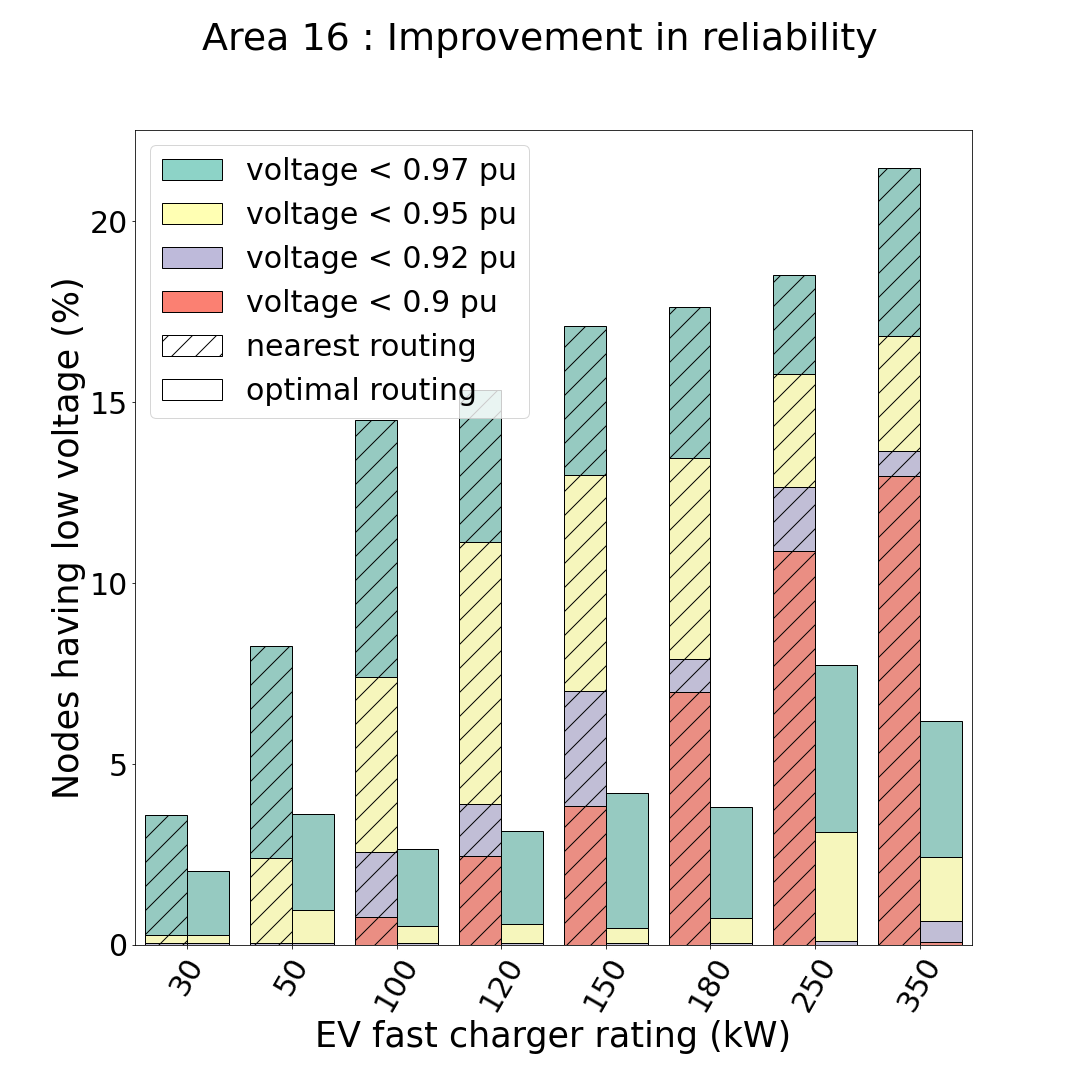 Area 16 : Improvement in reliability
voltage < 0.97 pu
voltage < 0.95 pu
voltage < 0.92 pu
voltage < 0.9 pu
nearest routing
optimal routing
Nodes having low voltage (%)
20
15
10
5
0
30 50 100 120 150 180 250 350
EV fast charger rating (kW)